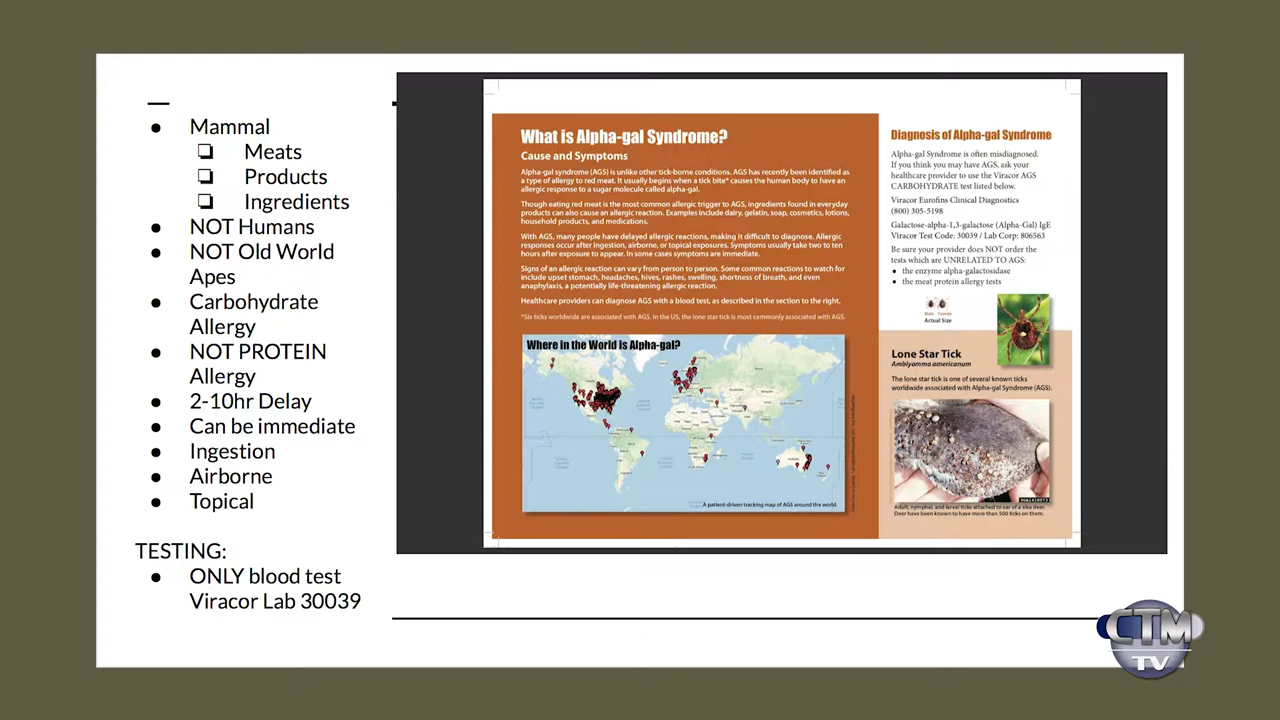 Mammal
Meats
Products
Ingredients
NOT Humans
NOT Old World
Apes
Carbohydrate
Allergy
NOT PROTEIN
Allergy
2-10hr Delay
Can be immediate
Ingestion
Airborne
Topical
TESTING:
ONLY blood test
Viracor Lab 30039
What is Alpha-gal Syndrome?
Cause and Symptoms
Alpha-gal syndrome (AGS) is unlike other tick-borne conditions. AGS has recently been identified as
a type of allergy to red meat. It usually begins when a tick bite* causes the human body to have an
allergic response to a sugar molecule called alpha-gal.
Though eating red meat is the most common allergic trigger to AGS, ingredients found in everyday
products can also cause an allergic reaction. Examples include dairy, gelatin, soap, cosmetics, lotions,
household products, and medications.
With AGS, many people have delayed allergic reactions, making it difficult to diagnose. Allergic
responses occur after ingestion, airborne, or topical exposures. Symptoms usually take two to ten
hours after exposure to appear. In some cases symptoms are immediate.
Signs of an allergic reaction can vary from person to person. Some common reactions to watch for
include upset stomach, headaches, hives, rashes, swelling, shortness of breath, and even
anaphylaxis, a potentially life-threatening allergic reaction.
Healthcare providers can diagnose AGS with a blood test, as described in the section to the right.
*Six ticks worldwide are associated with AGS. In the US, the lone star tick is most commonly associated with AGS.
Where in the World is Alpha-gal?
A patient-driven tracking map of AGS around the world.
Diagnosis of Alpha-gal Syndrome
Alpha-gal Syndrome is often misdiagnosed.
If you think you may have AGS, ask your
healthcare provider to use the Viracor AGS
CARBOHYDRATE test listed below.
Viracor Eurofins Clinical Diagnostics
(800) 305-5198
Galactose-alpha-1,3-galactose (Alpha-Gal) IgE
Viracor Test Code: 30039 / Lab Corp: 806563
Be sure your provider does NOT order the
tests which are UNRELATED TO AGS:
the enzyme alpha-galactosidase
the meat protein allergy tests
Male Female
Actual Size
Lone Star Tick
Amblyomma americanum
The lone star tick is one of several known ticks
worldwide associated with Alpha-gal Syndrome (AGS).
Adult, nymphal, and larval ticks attached to ear of a sika deer.
Deer have been known to have more than 500 ticks on them.
CTM
TV